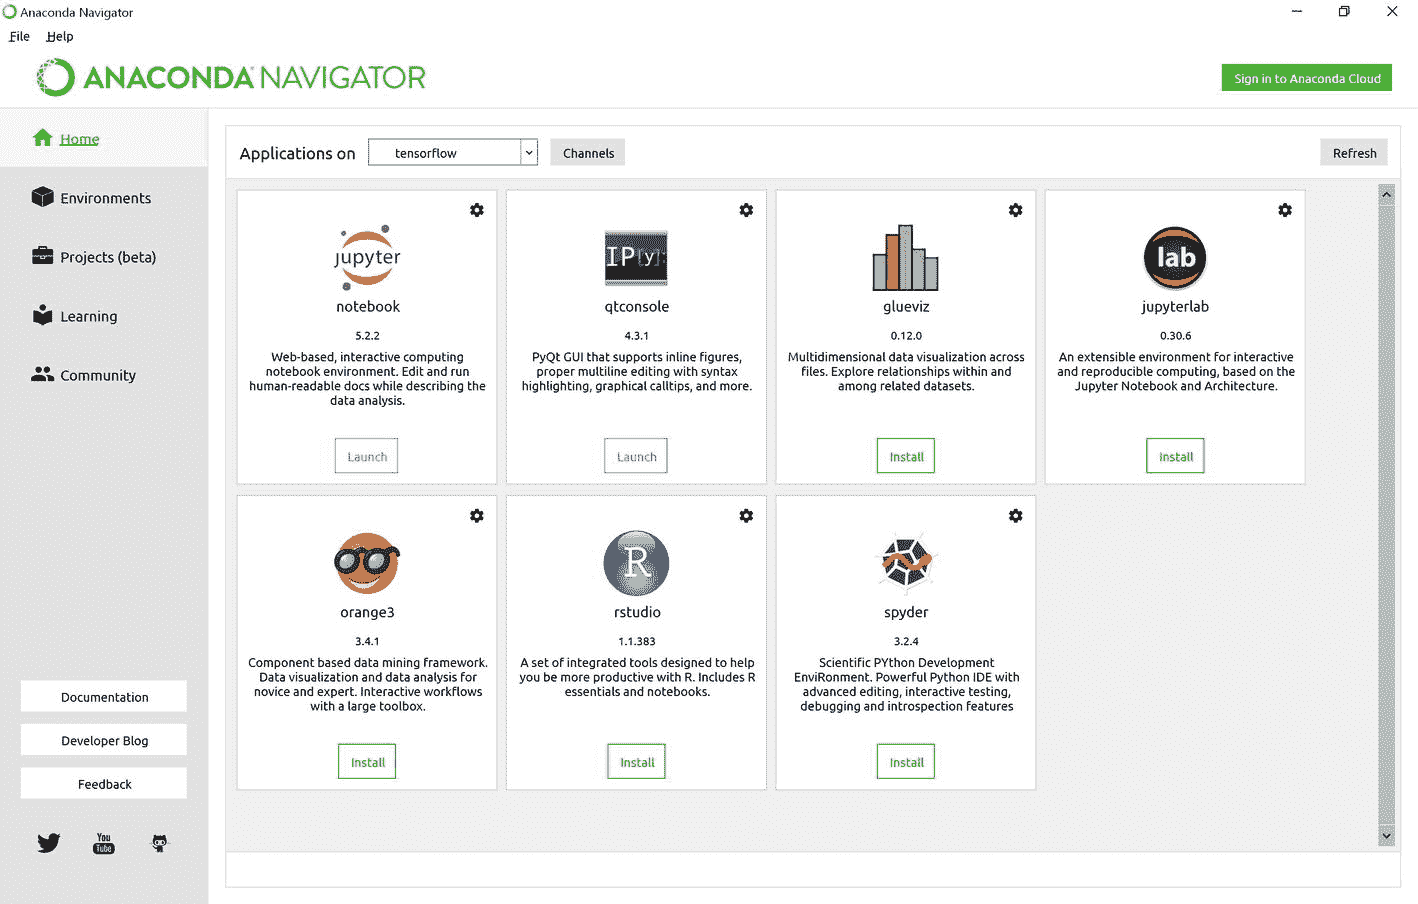 Anaconda Navigator
File Help
ANACONDA NAVIGATOR
Sign in to Anaconda Cloud
Home
Environments
Projects (beta)
Learning
Community
Documentation
Developer Blog
Feedback
You
Tube
Applications on tensorflow Channels Refresh
jupyter
notebook
5.2.2
Web-based, interactive computing
notebook environment. Edit and run
human-readable docs while describing the
data analysis.
Launch
IP[y]:
qtconsole
4.3.1
PyQt GUI that supports inline figures,
proper multiline editing with syntax
highlighting, graphical calltips, and more.
Launch
glueviz
0.12.0
Multidimensional data visualization across
files. Explore relationships within and
among related datasets.
Install
lab
jupyterlab
0.30.6
An extensible environment for interactive
and reproducible computing, based on the
Jupyter Notebook and Architecture.
Install
orange3
3.4.1
Component based data mining framework.
Data visualization and data analysis for
novice and expert. Interactive workflows
with a large toolbox.
Install
R
rstudio
1.1.383
A set of integrated tools designed to help
you be more productive with R. Includes R
essentials and notebooks.
Install
spyder
3.2.4
Scientific PYthon Development
EnviRonment. Powerful Python IDE with
advanced editing, interactive testing,
debugging and introspection features
Install